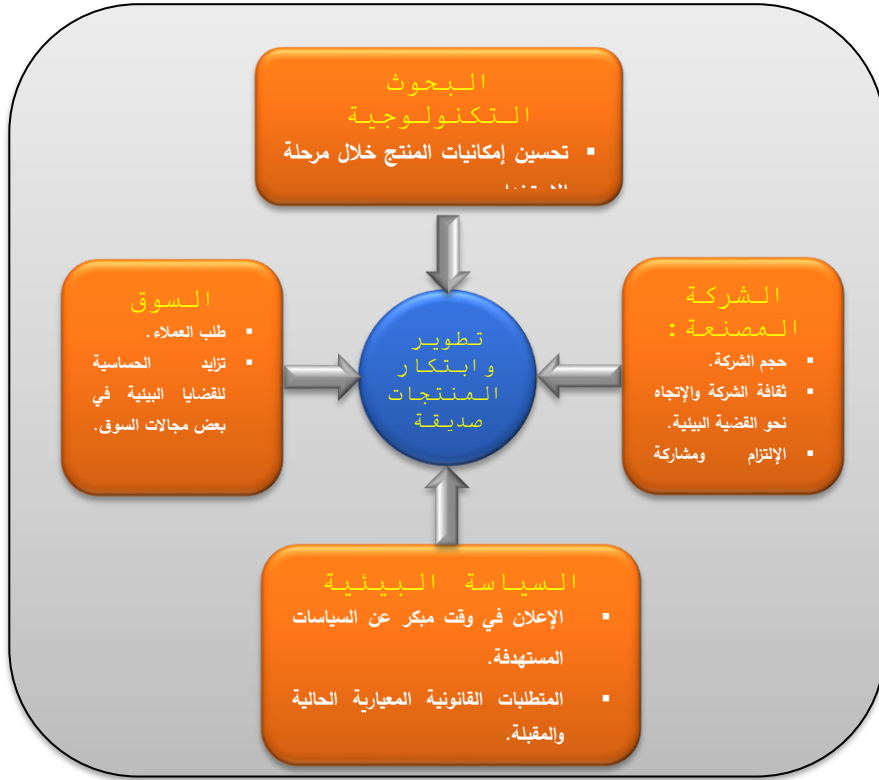 البحوث
التكنولوجية
▪ تحسين إمكانيات المنتج خلال مرحلة
الشركة
المصنعة :
▪ حجم الشركة.
▪ ثقافة الشركة والإتجاه
نحو القضية البيئية.
▪ الإلتزام ومشاركة
تطوير
وابتكار
المنتجات
صديقة
السوق
▪ طلب العملاء.
▪ تزايد الحساسية
للقضايا البيئية في
بعض مجالات السوق.
السياسة البيئية
▪ الإعلان في وقت مبكر عن السياسات
المستهدفة.
▪ المتطلبات القانونية المعيارية الحالية
والمقبلة.